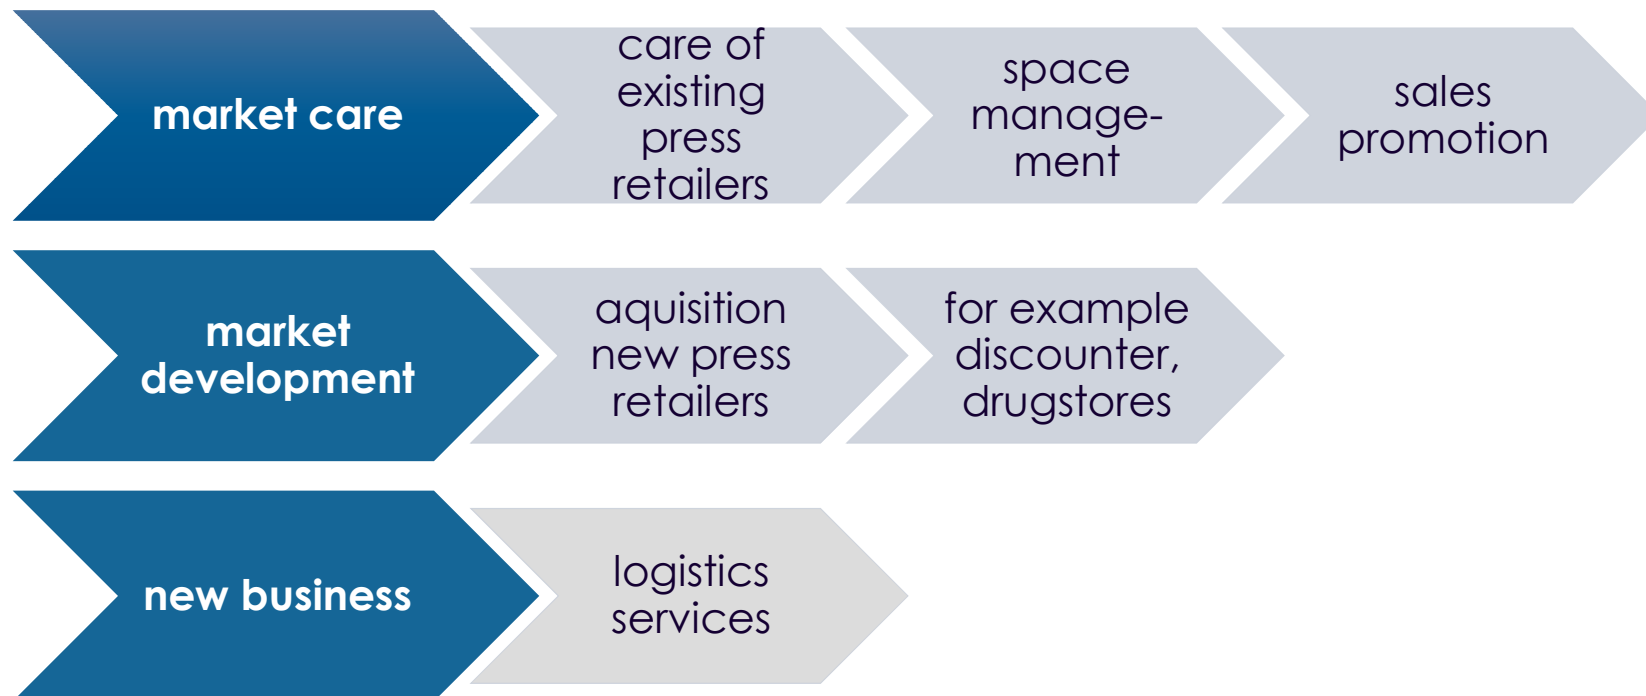 market care
care of
existing
press
retailers
space
manage-
ment
sales
promotion
market
development
aquisition
new press
retailers
for example
discounter,
drugstores
new business
logistics
services